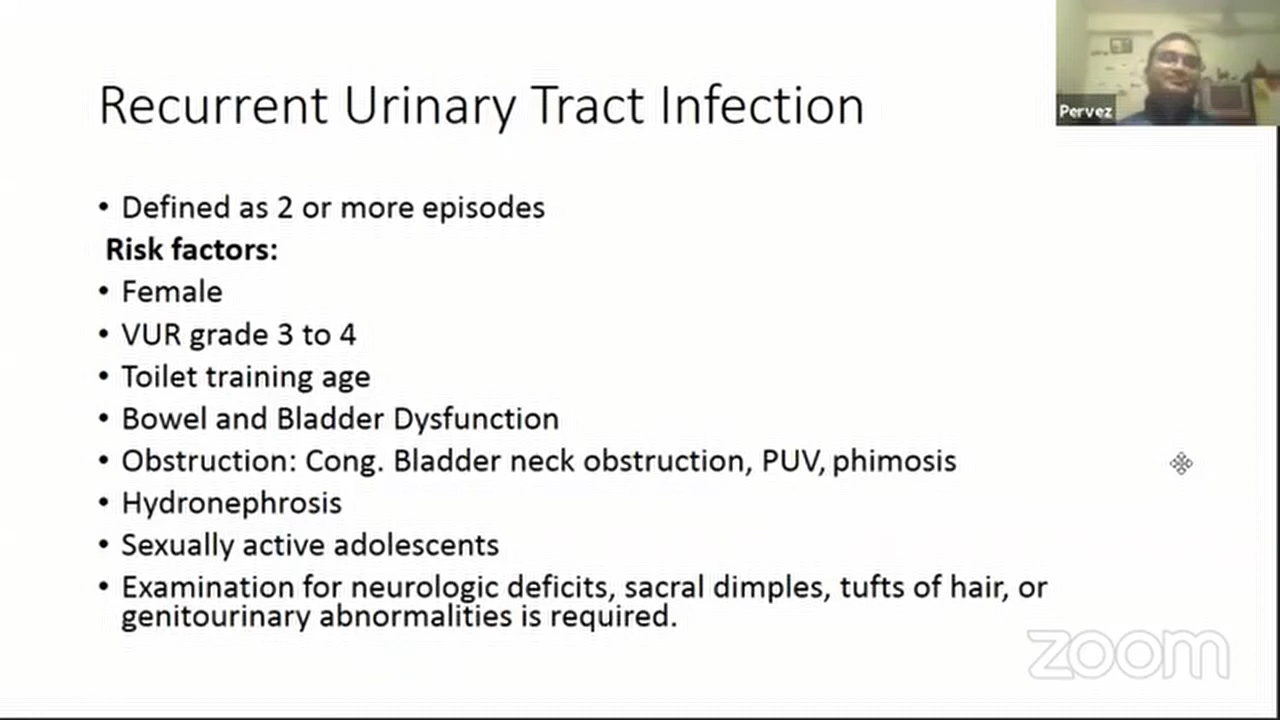 Recurrent Urinary Tract Infection
Pervez
• Defined as 2 or more episodes
Risk factors:
• Female
• VUR grade 3 to 4
• Toilet training age
• Bowel and Bladder Dysfunction
• Obstruction: Cong. Bladder neck obstruction, PUV, phimosis
• Hydronephrosis
• Sexually active adolescents
• Examination for neurologic deficits, sacral dimples, tufts of hair, or
genitourinary abnormalities is required.
zoom